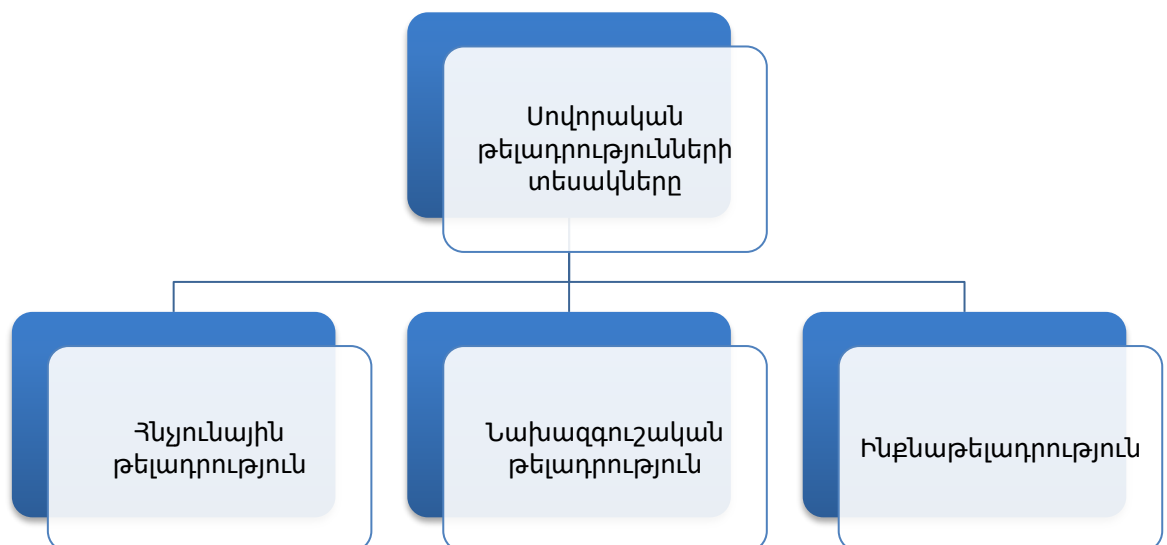 Սովորական
թելադրությունների
տեսակները
Հնչյունային
թելադրություն
Նախազգուշական
թելադրություն
Ինքնաթելադրություն